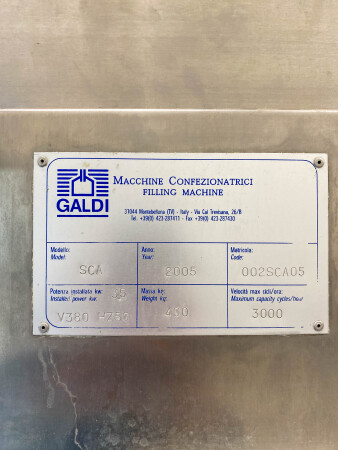 GALDI
MACCHINE CONFEZIONATRICI
FILLING MACHINE
31044 Montebelluna (TV) - Italy - Via Cal Trevisana, 26/B
Tel. +39(0) 423-287411 - Fax +39(0) 423-287430
Modello: Anno: Matricola:
Model: Year: Code:
SCA 2005 002SCA05
Potenza installata kw: Massa kg: Velocità max cicli/ora:
Installed power kw: Weight kg: Maximum capacity cycles/hour
V380 3000